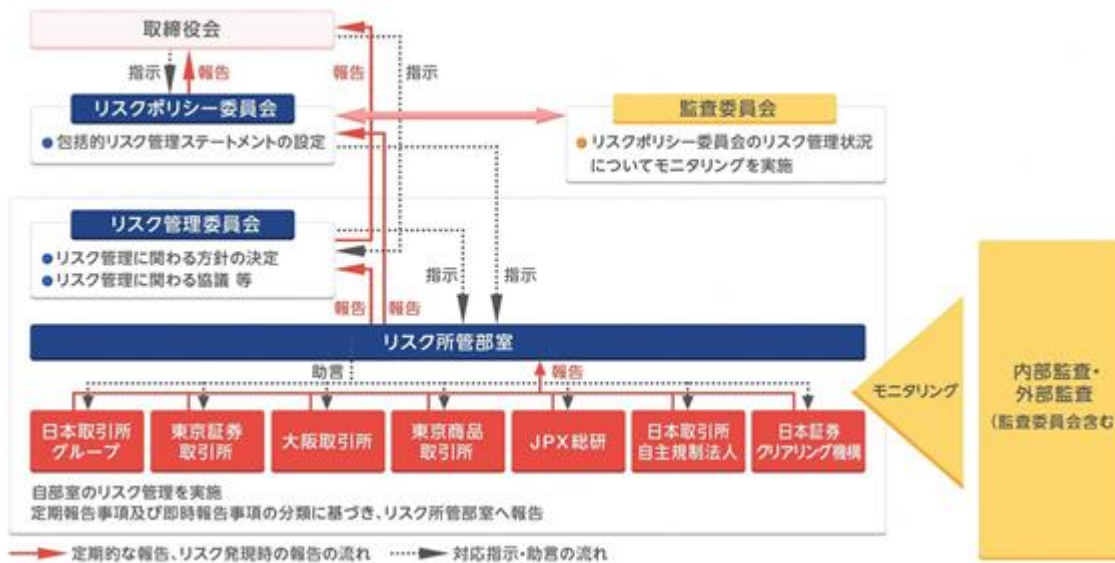 取締役会
指示
報告
報告
指示
リスクポリシー委員会
●包括的リスク管理ステートメントの設定
監査委員会
●リスクポリシー委員会のリスク管理状況
についてモニタリングを実施
リスク管理委員会
●リスク管理に関わる方針の決定
●リスク管理に関わる協議 等
指示
指示
報告
報告
リスク所管部室
助言
報告
日本取引所
グループ
東京証券
取引所
大阪取引所
東京商品
取引所
JPX総研
日本取引所
自主規制法人
日本証券
クリアリング機構
自部室のリスク管理を実施
定期報告事項及び即時報告事項の分類に基づき、リスク所管部室へ報告
モニタリング
内部監査・
外部監査
(監査委員会含む
定期的な報告、リスク発現時の報告の流れ
対応指示・助言の流れ